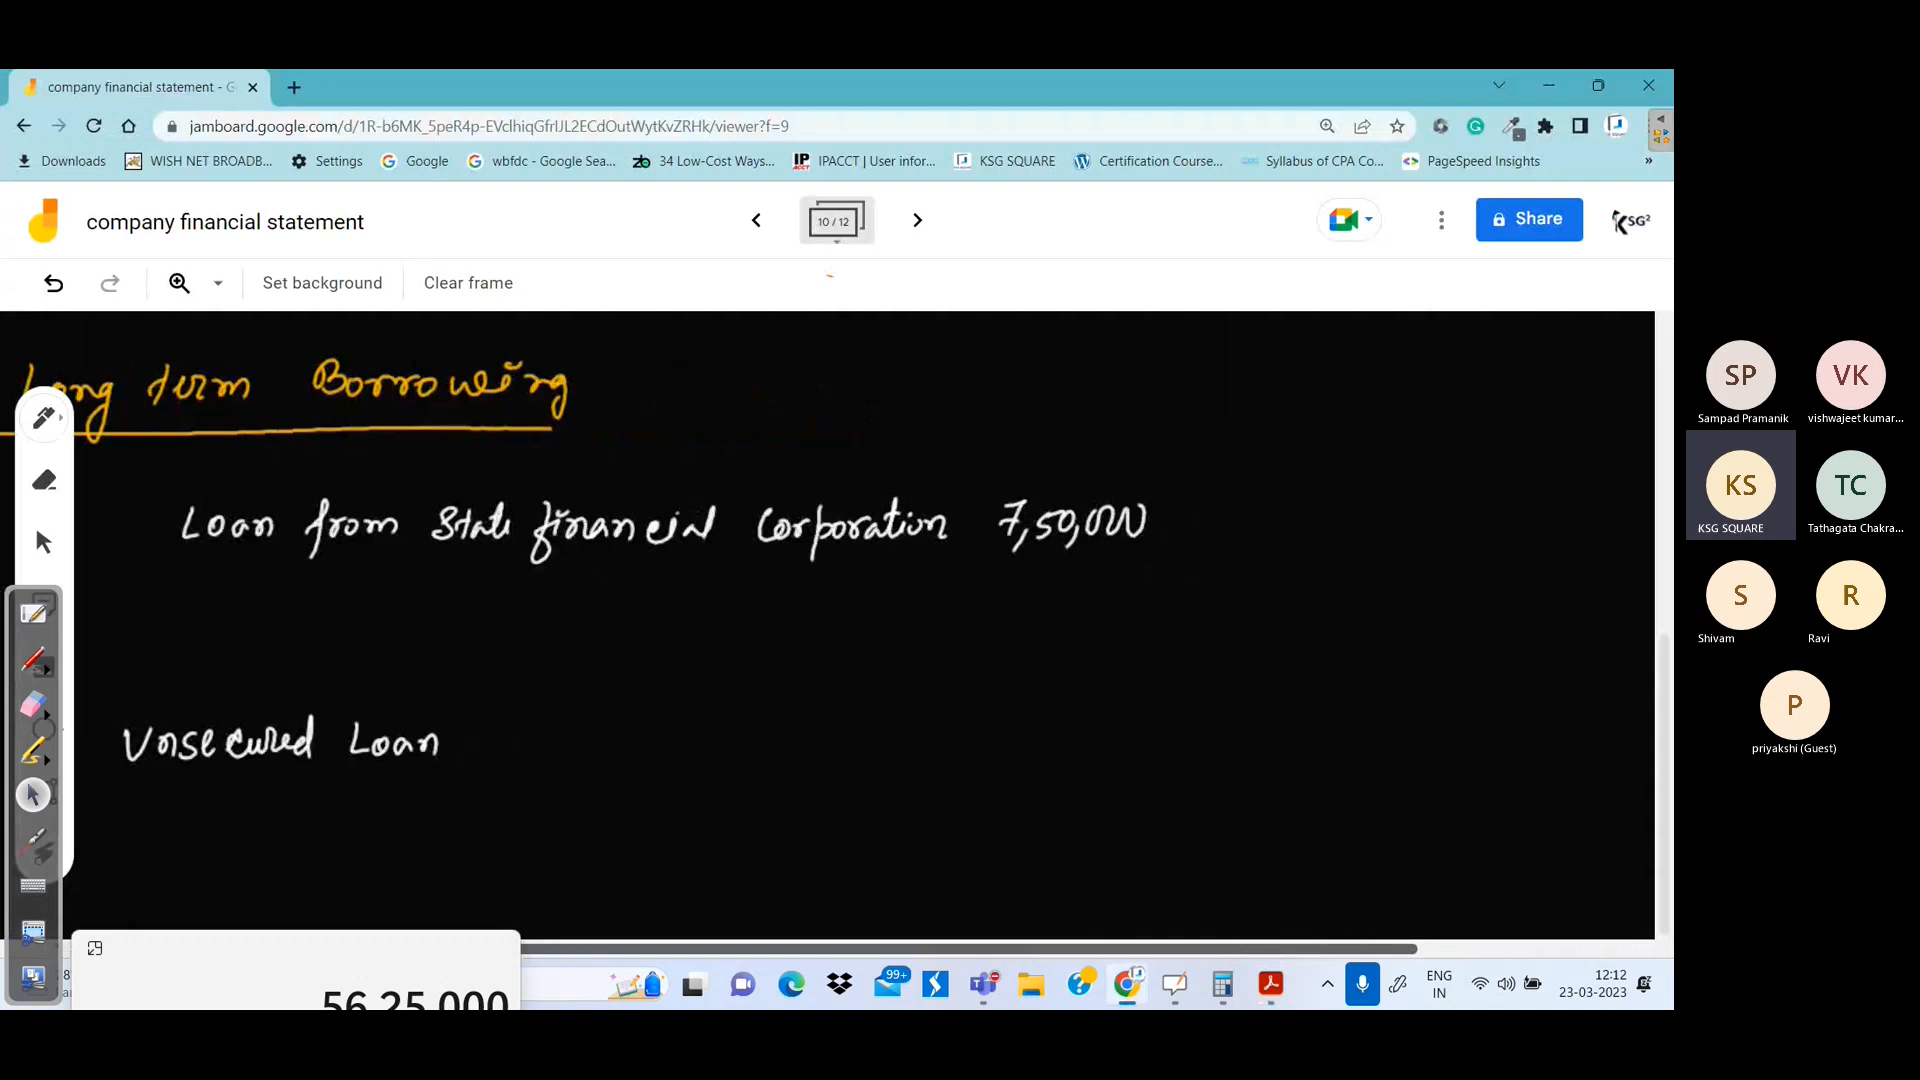 company financial statement - G
jamboard.google.com/d/1R-b6MK_5peR4p-EVclhiqGfrIJL2ECdOutWytKvZRHk/viewer?f=9
Downloads WISH NET BROADB... Settings Google wbfdc - Google Sea... 34 Low-Cost Ways... IPACCT | User infor... KSG SQUARE Certification Course... Syllabus of CPA Co... PageSpeed Insights »
company financial statement 10 / 12 Share KSG²
Set background Clear frame
Long term Borrowing
Loan from State financial Corporation 7,50,000
Unsecured Loan
56,25,000
99+
ENG
IN
12:12
23-03-2023
SP VK
Sampad Pramanik vishwajeet kumar...
KS TC
KSG SQUARE Tathagata Chakra...
S R
Shivam Ravi
P
priyakshi (Guest)